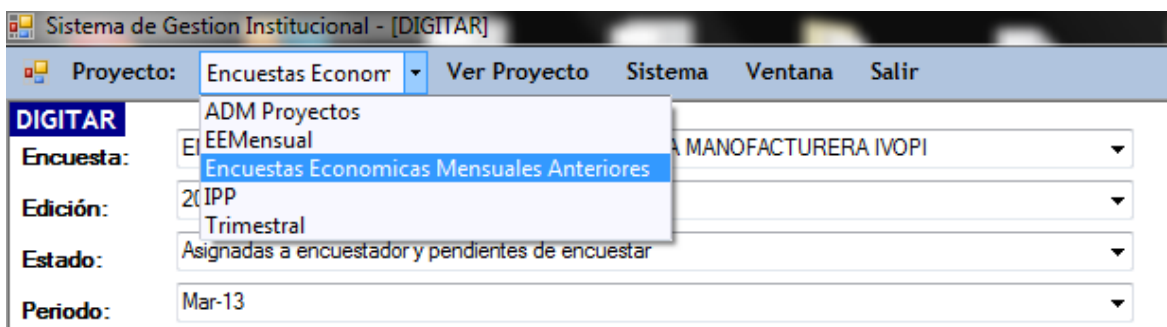 Sistema de Gestion Institucional - [DIGITAR]
Proyecto: Encuestas Econom Ver Proyecto Sistema Ventana Salir
DIGITAR
ADM Proyectos
EEMensual
Encuestas Economicas Mensuales Anteriores
IPP
Trimestral
Encuesta: MANOFACTURERA IVOPI
Edición:
Estado: Asignadas a encuestador y pendientes de encuestar
Periodo: Mar-13